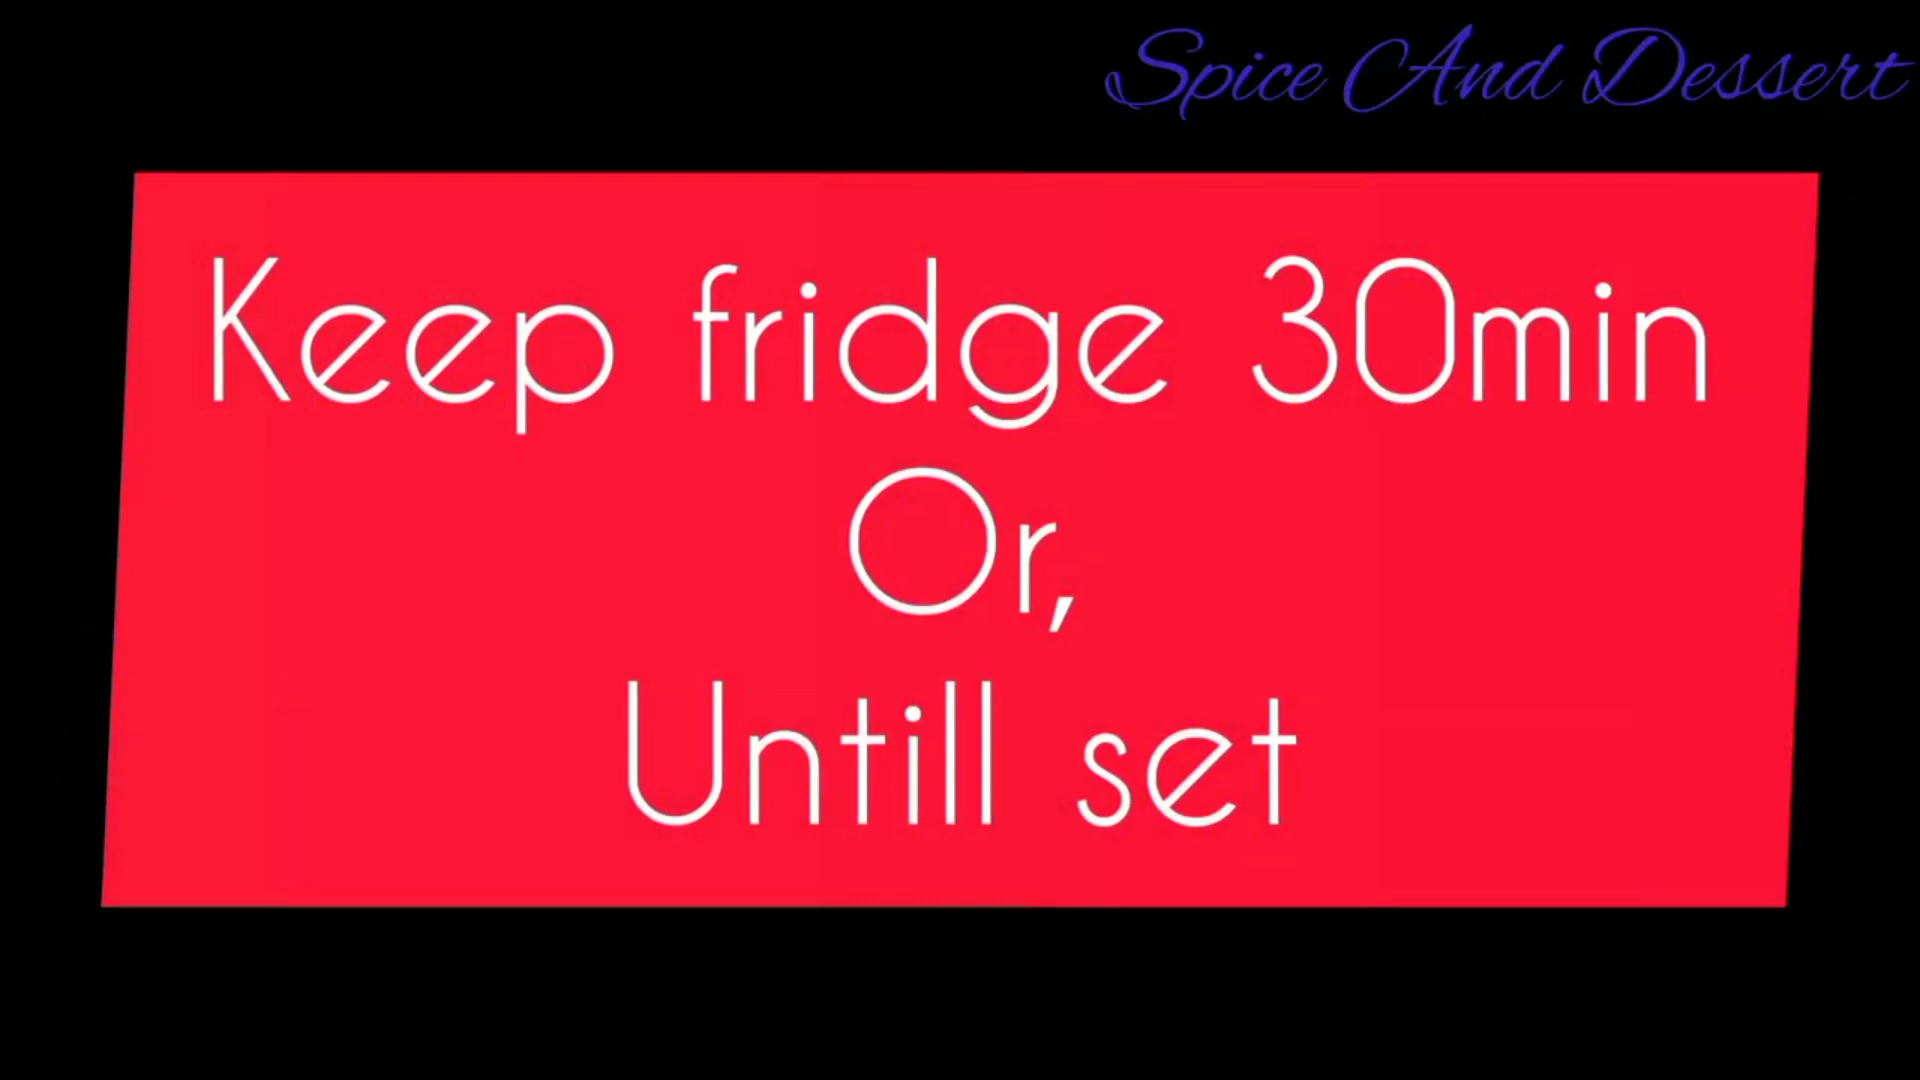 Spice And Dessert
Keep fridge 30min
Or,
Untill set